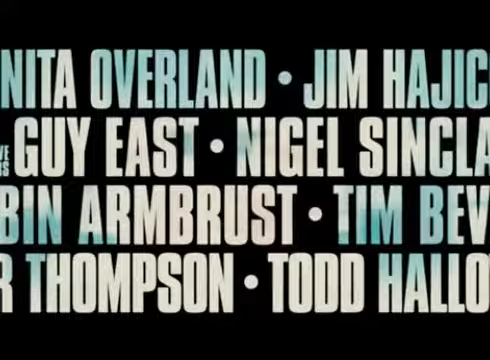 NITA OVERLAND • JIM HAJIC
GUY EAST • NIGEL SINCLA
BIN ARMBRUST • TIM BEV
R THOMPSON • TODD HALLO